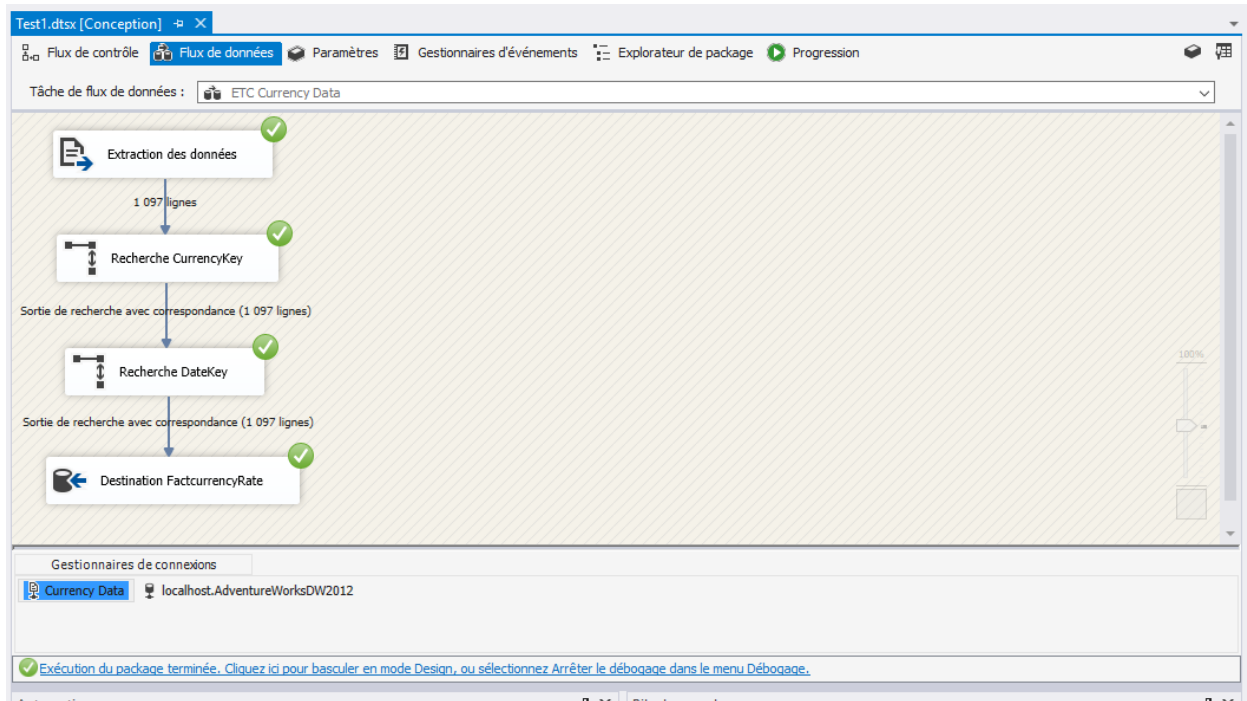 Test1.dtsx [Conception]
Flux de contrôle Flux de données Paramètres Gestionnaires d'événements Explorateur de package Progression
Tâche de flux de données : ETC Currency Data
Extraction des données
1 097 lignes
Recherche CurrencyKey
Sortie de recherche avec correspondance (1 097 lignes)
Recherche DateKey
100%
Sortie de recherche avec correspondance (1 097 lignes)
Destination FactcurrencyRate
Gestionnaires de connexions
Currency Data localhost.AdventureWorksDW2012
Exécution du package terminée. Cliquez ici pour basculer en mode Design, ou sélectionnez Arrêter le débogage dans le menu Débogage.